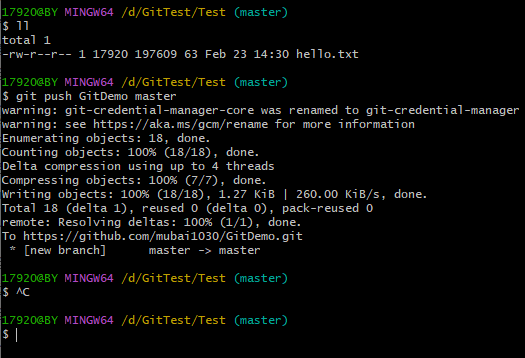 17920@BY MINGW64 /d/GitTest/Test (master)
$ ll
total 1
-rw-r--r-- 1 17920 197609 63 Feb 23 14:30 hello.txt
17920@BY MINGW64 /d/GitTest/Test (master)
$ git push GitDemo master
warning: git-credential-manager-core was renamed to git-credential-manager
warning: see https://aka.ms/gcm/rename for more information
Enumerating objects: 18, done.
Counting objects: 100% (18/18), done.
Delta compression using up to 4 threads
Compressing objects: 100% (7/7), done.
Writing objects: 100% (18/18), 1.27 KiB | 260.00 KiB/s, done.
Total 18 (delta 1), reused 0 (delta 0), pack-reused 0
remote: Resolving deltas: 100% (1/1), done.
To https://github.com/mubai1030/GitDemo.git
 * [new branch]      master -> master
17920@BY MINGW64 /d/GitTest/Test (master)
$ ^C
17920@BY MINGW64 /d/GitTest/Test (master)
$